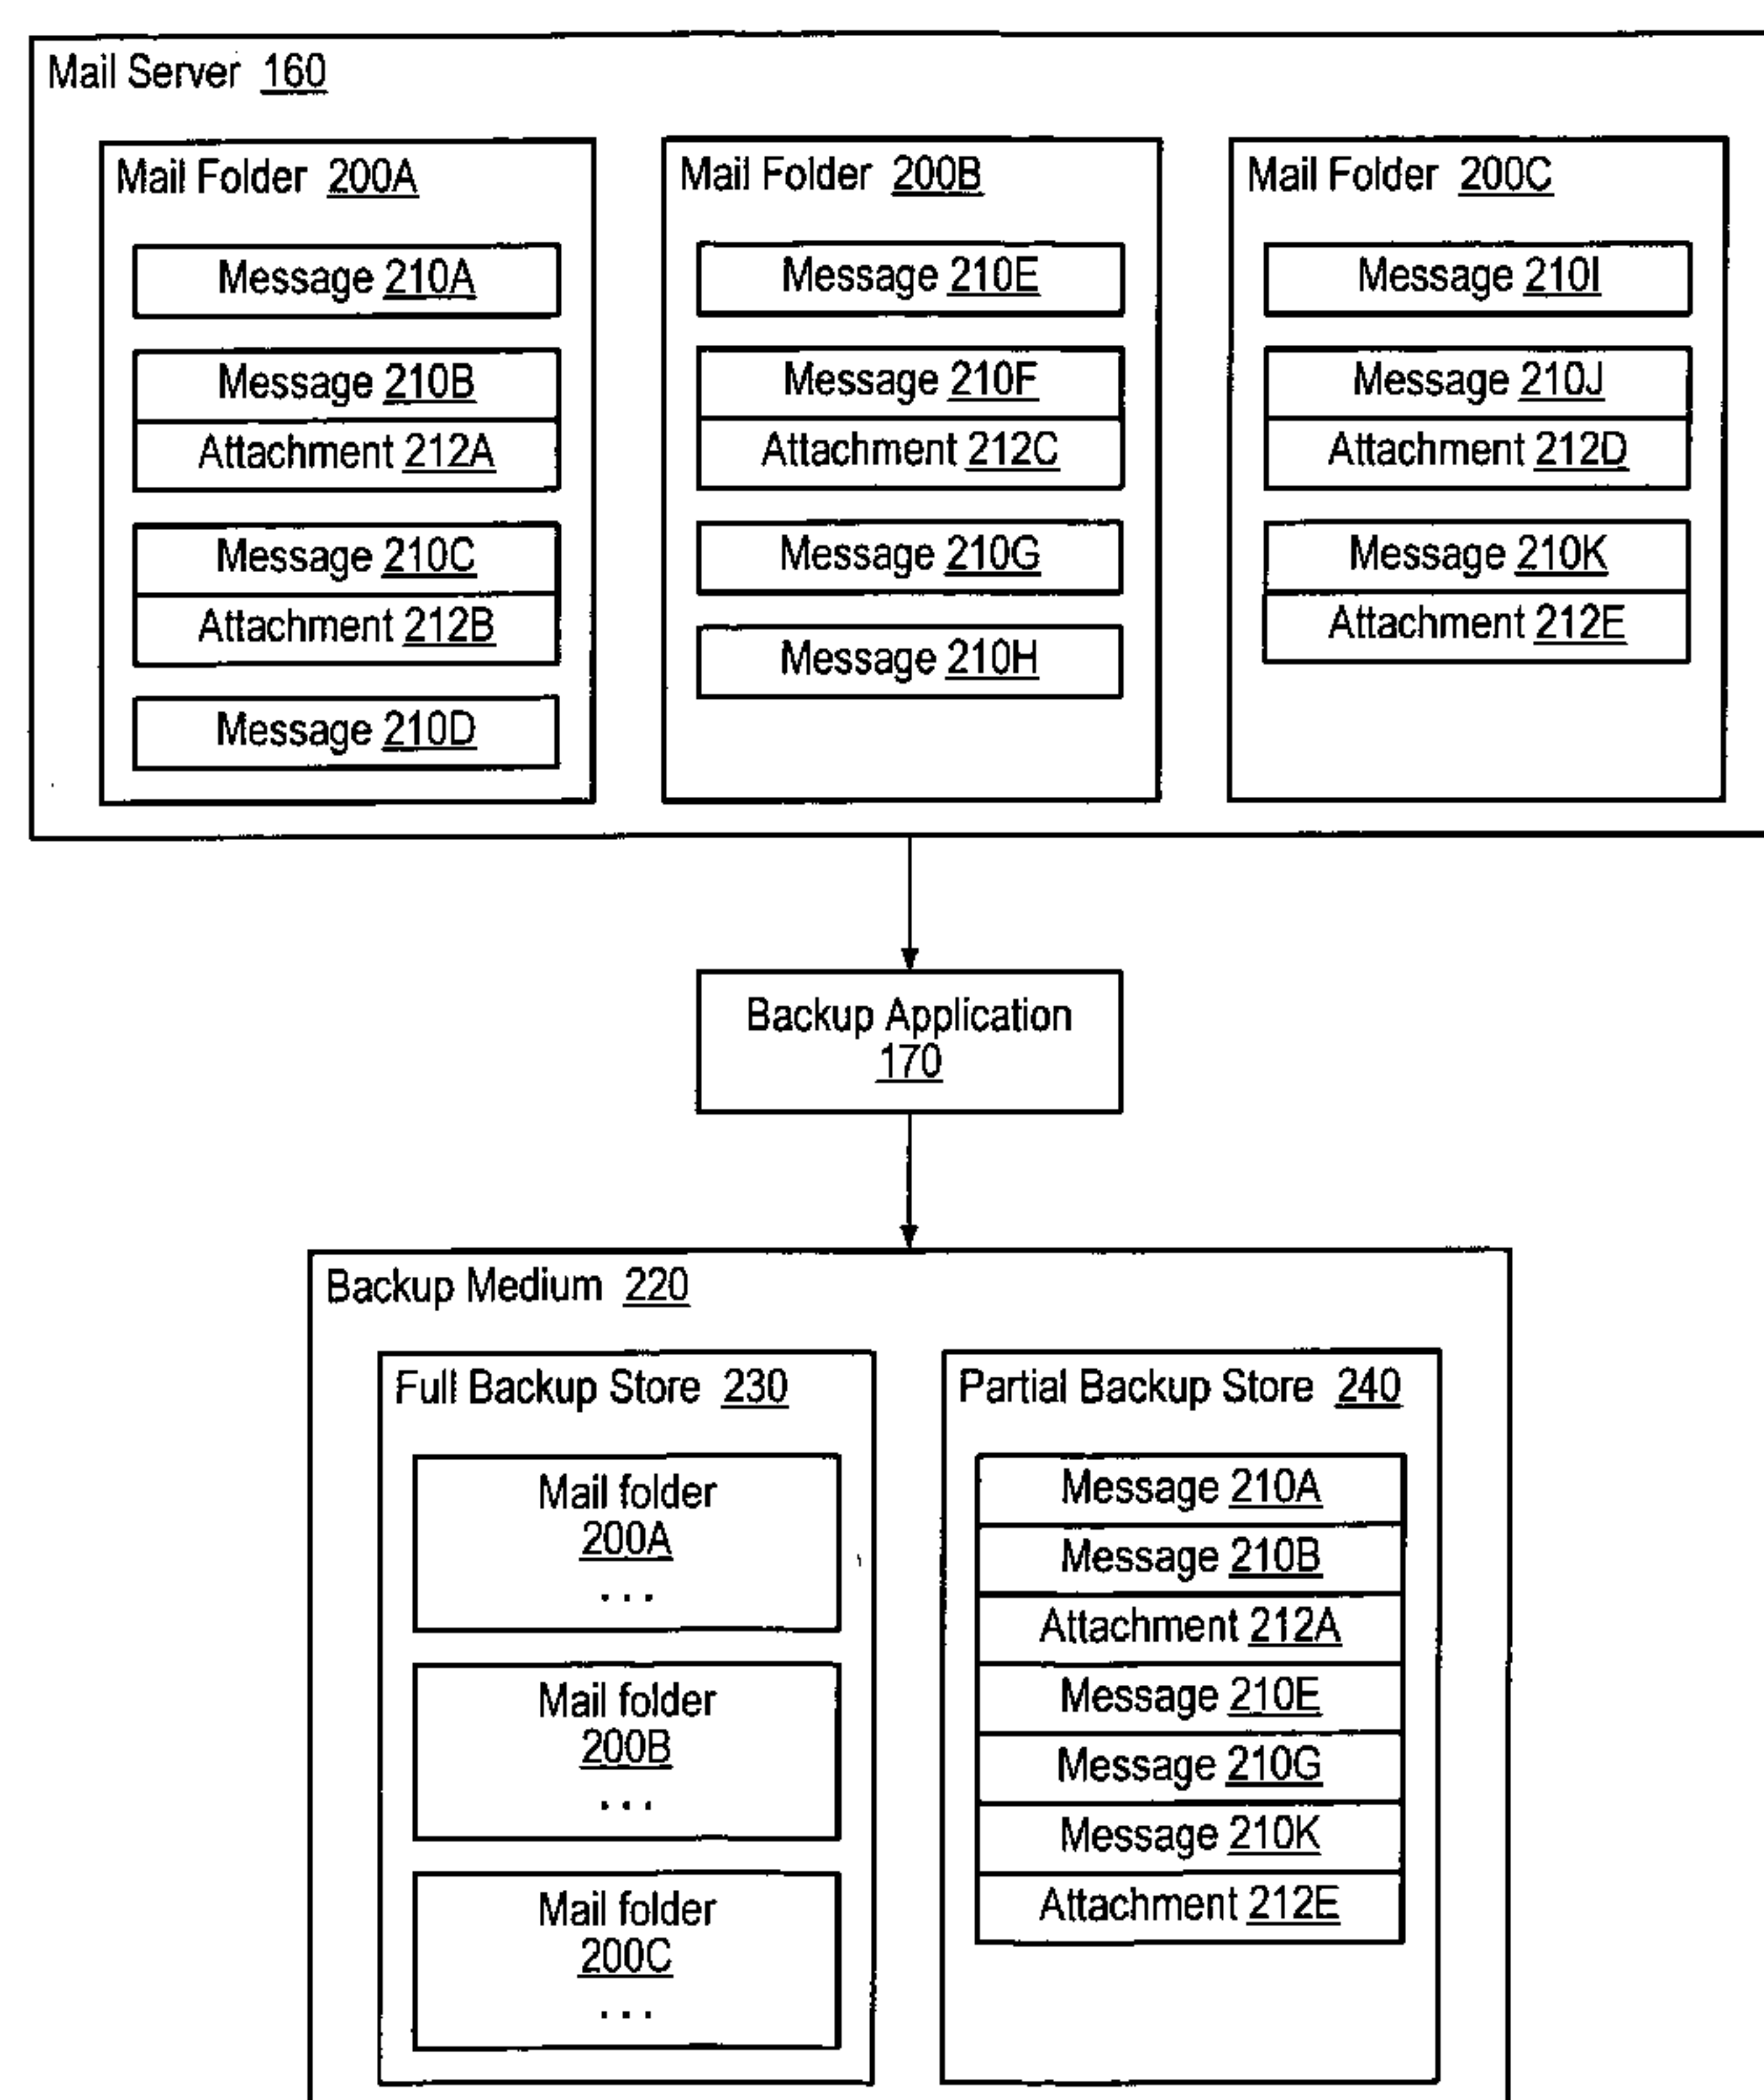 Mail Server 160
Mail Folder 200A
Message 210A
Message 210B
Attachment 212A
Message 210C
Attachment 212B
Message 210D
Mail Folder 200B
Message 210E
Message 210F
Attachment 212C
Message 210G
Message 210H
Mail Folder 200C
Message 210I
Message 210J
Attachment 212D
Message 210K
Attachment 212E
Backup Application
170
Backup Medium 220
Full Backup Store 230
Mail folder
200A
...
Mail folder
200B
...
Mail folder
200C
...
Partial Backup Store 240
Message 210A
Message 210B
Attachment 212A
Message 210E
Message 210G
Message 210K
Attachment 212E